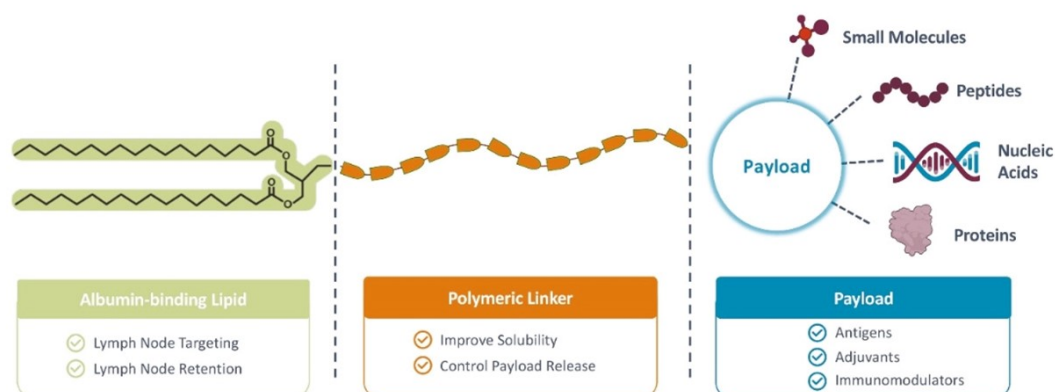 Small Molecules
Peptides
Nucleic
Acids
Proteins
Payload
O
O
O
O
Albumin-binding Lipid
Lymph Node Targeting
Lymph Node Retention
Polymeric Linker
Improve Solubility
Control Payload Release
Payload
Antigens
Adjuvants
Immunomodulators